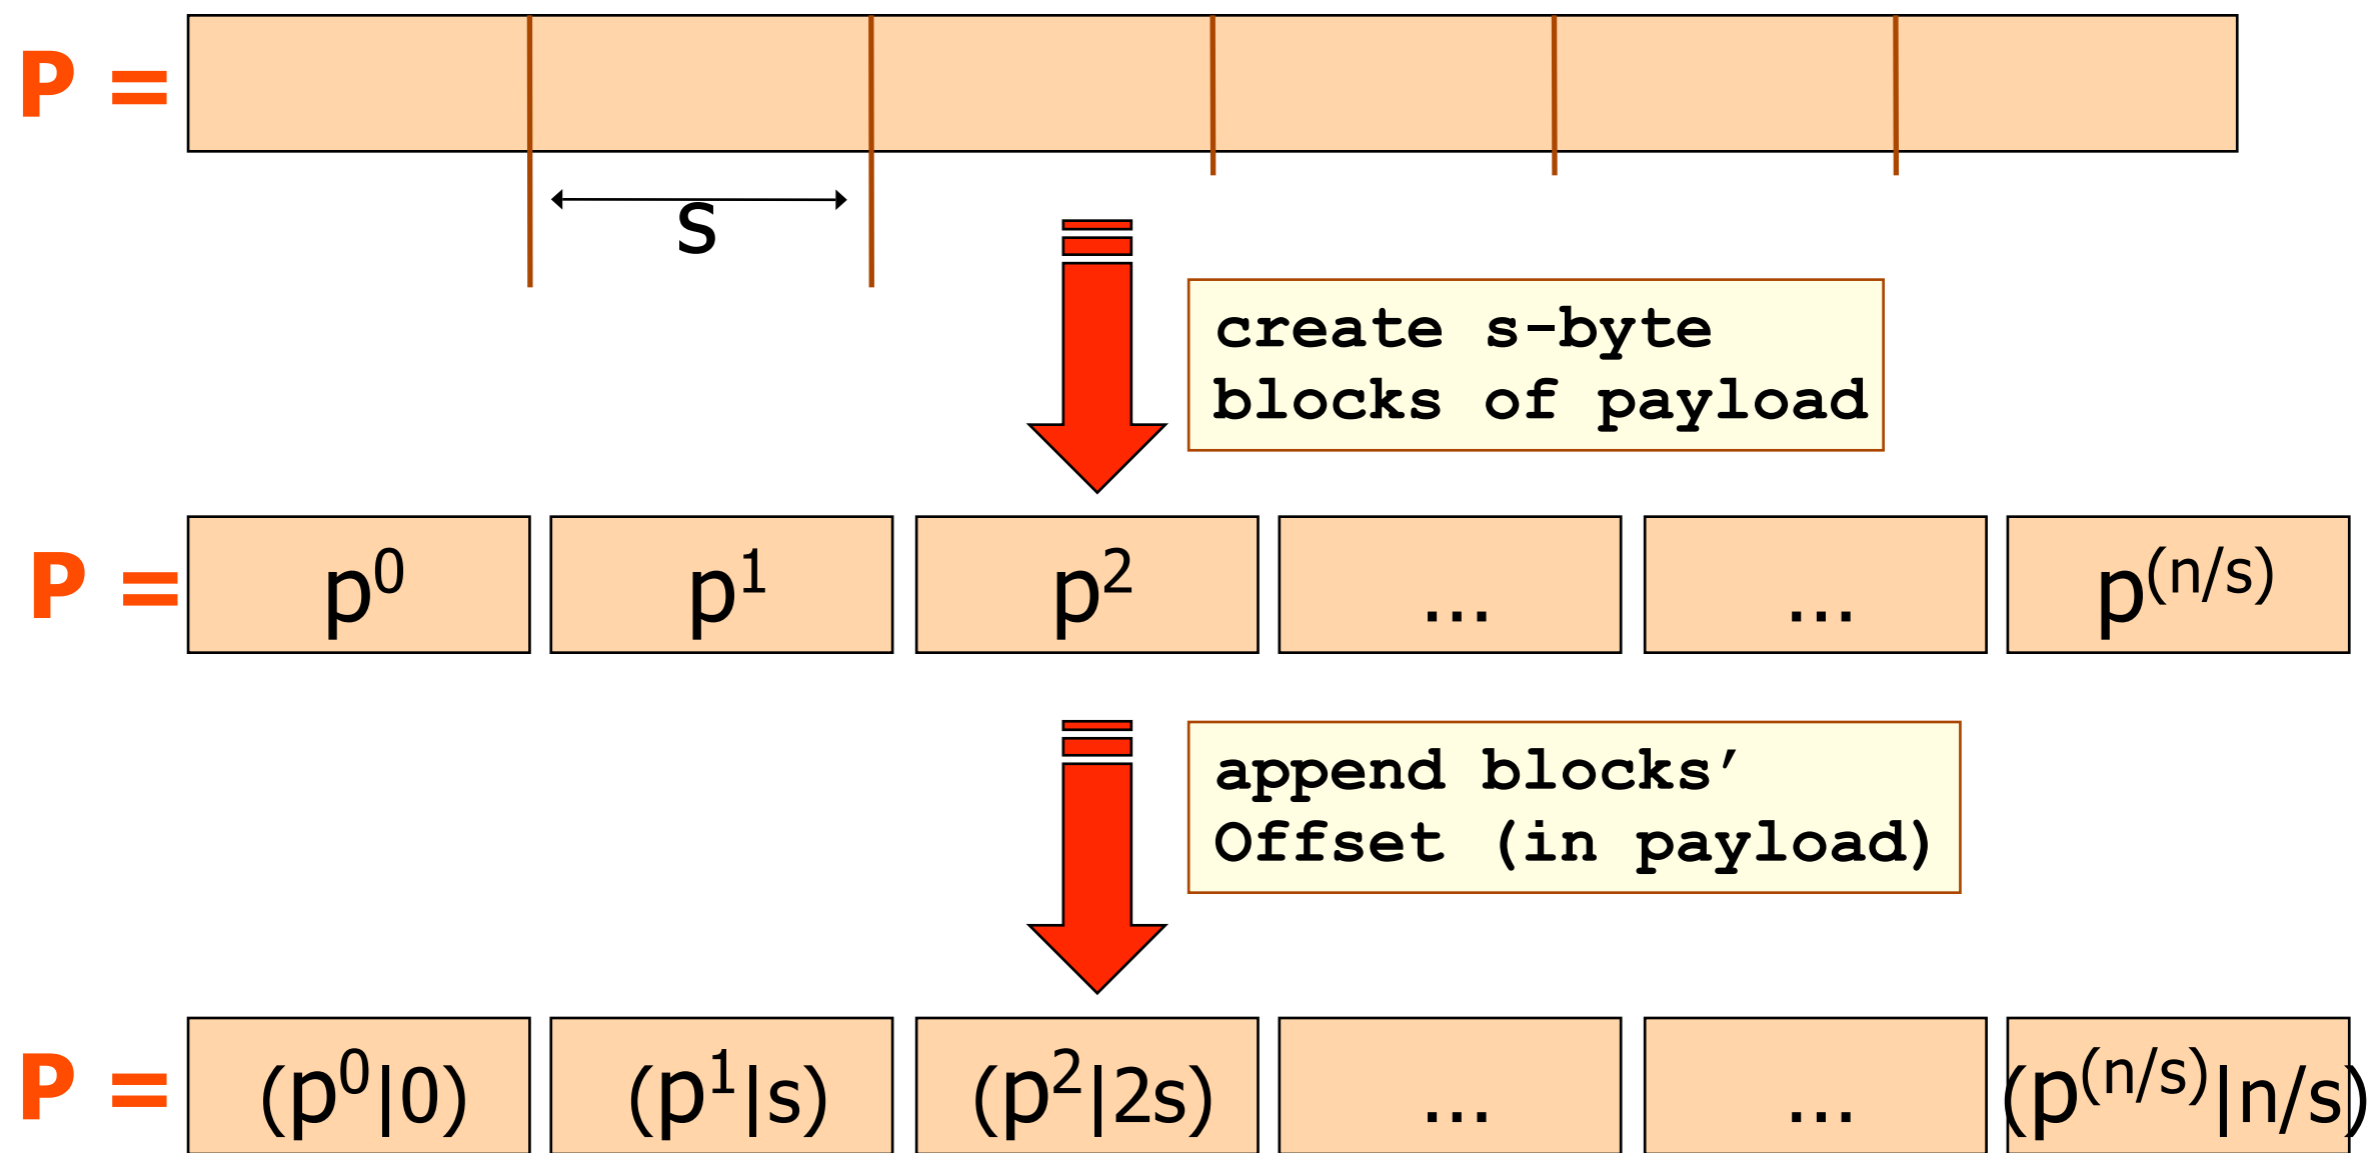 P =
s
create s-byte
blocks of payload
P = p⁰ p¹ p² ... ... p⁽ⁿ/ˢ⁾
append blocks’
Offset (in payload)
P = (p⁰|0) (p¹|s) (p²|2s) ... ... (p⁽ⁿ/ˢ⁾|n/s)